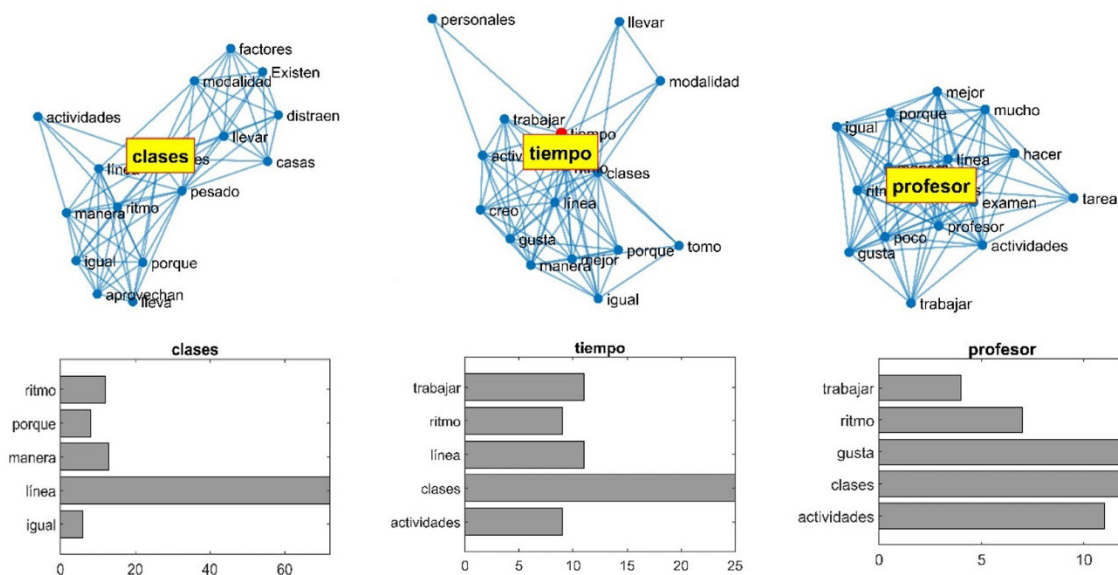 factores
Existen
modalidad
actividades
distraen
llevar
clases
casas
pesado
ritmo
manera
igual
porque
aprovechan
lleva
personales
llevar
modalidad
trabajar
tiempo
tiempo
clases
línea
creo
gusta
porque
tomo
manera
mejor
igual
mejor
igual
porque
mucho
línea
hacer
profesor
examen
tarea
profesor
poco
actividades
gusta
trabajar
clases
ritmo
porque
manera
línea
igual
0
20
40
60
tiempo
trabajar
ritmo
línea
clases
actividades
0
5
10
15
20
25
profesor
trabajar
ritmo
gusta
clases
actividades
0
5
10